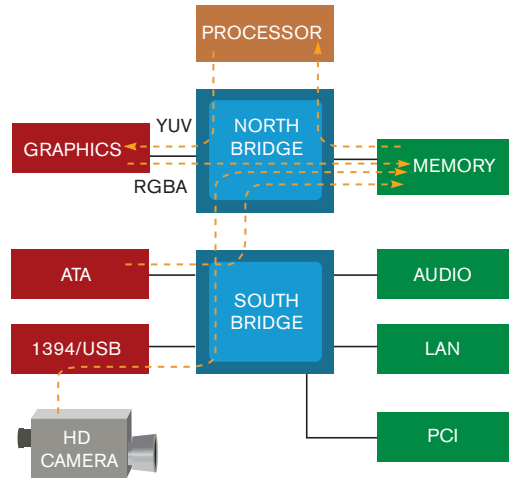 PROCESSOR
YUV
NORTH
BRIDGE
GRAPHICS
MEMORY
RGBA
ATA
AUDIO
SOUTH
BRIDGE
1394/USB
LAN
HD
CAMERA
PCI